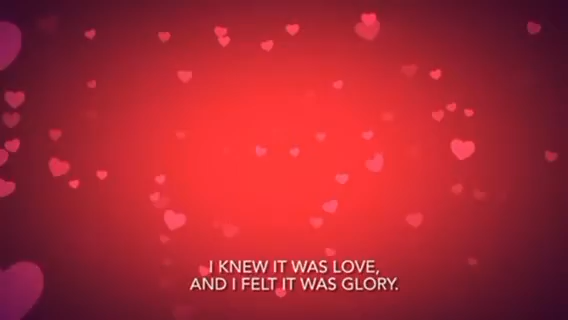 I KNEW IT WAS LOVE,
AND I FELT IT WAS GLORY.